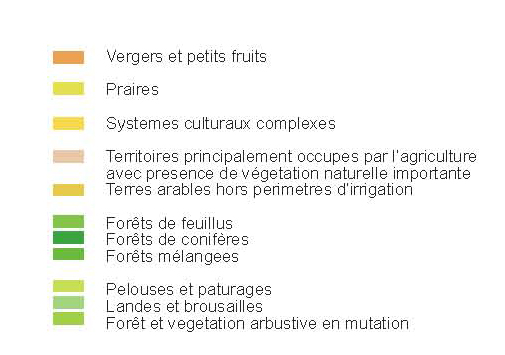 Vergers et petits fruits
Praires
Systemes culturaux complexes
Territoires principalement occupes par l'agriculture
avec presence de végétation naturelle importante
Terres arables hors perimetres d'irrigation
Forêts de feuillus
Forêts de conifères
Forêts mélangees
Pelouses et paturages
Landes et brousailles
Forêt et vegetation arbustive en mutation